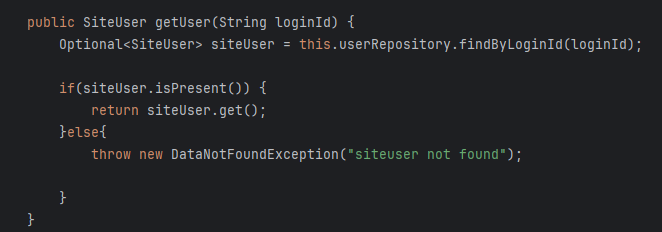 public SiteUser getUser(String loginId) {
Optional<SiteUser> siteUser = this.userRepository.findByLoginId(loginId);
if(siteUser.isPresent()) {
return siteUser.get();
}else{
throw new DataNotFoundException("siteuser not found");
}
}